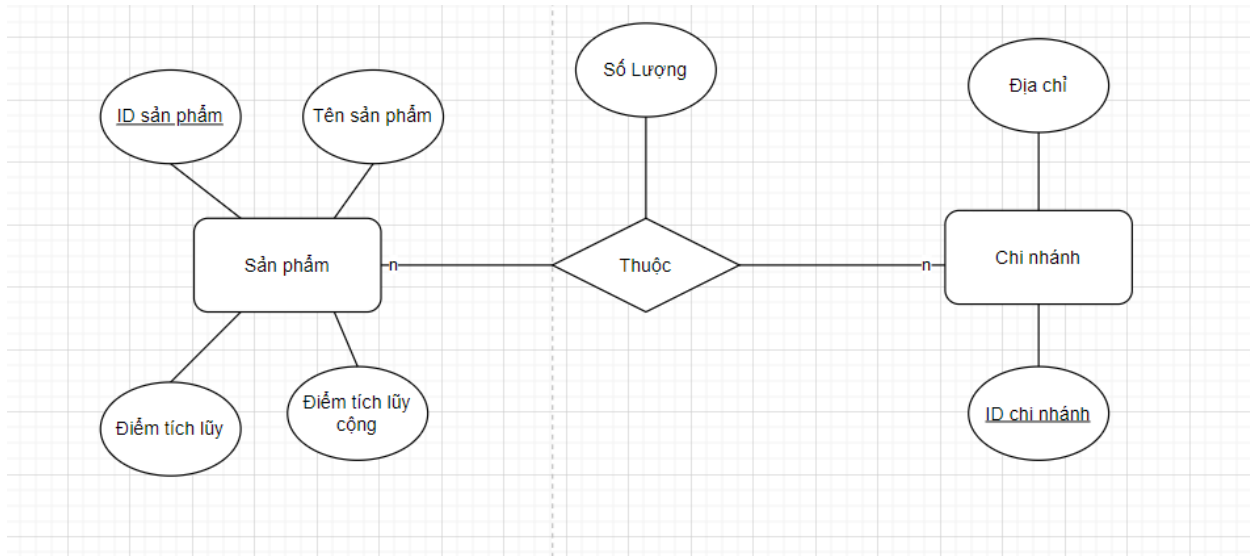 Số Lượng
Địa chỉ
ID sản phẩm
Tên sản phẩm
Sản phẩm
n
Thuộc
n
Chi nhánh
Điểm tích lũy
Điểm tích lũy
cộng
ID chi nhánh